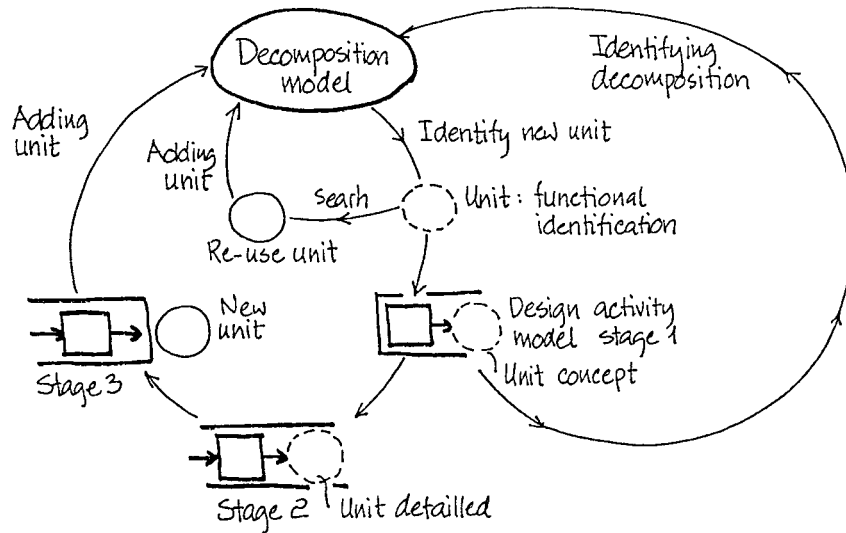 Decomposition
model
Identifying
decomposition
Adding
unit
Adding
unit
Identify new unit
searh
Unit: functional
identification
Re-use unit
New
unit
Stage 3
Design activity
model stage 1
Unit concept
Stage 2
Unit detailled